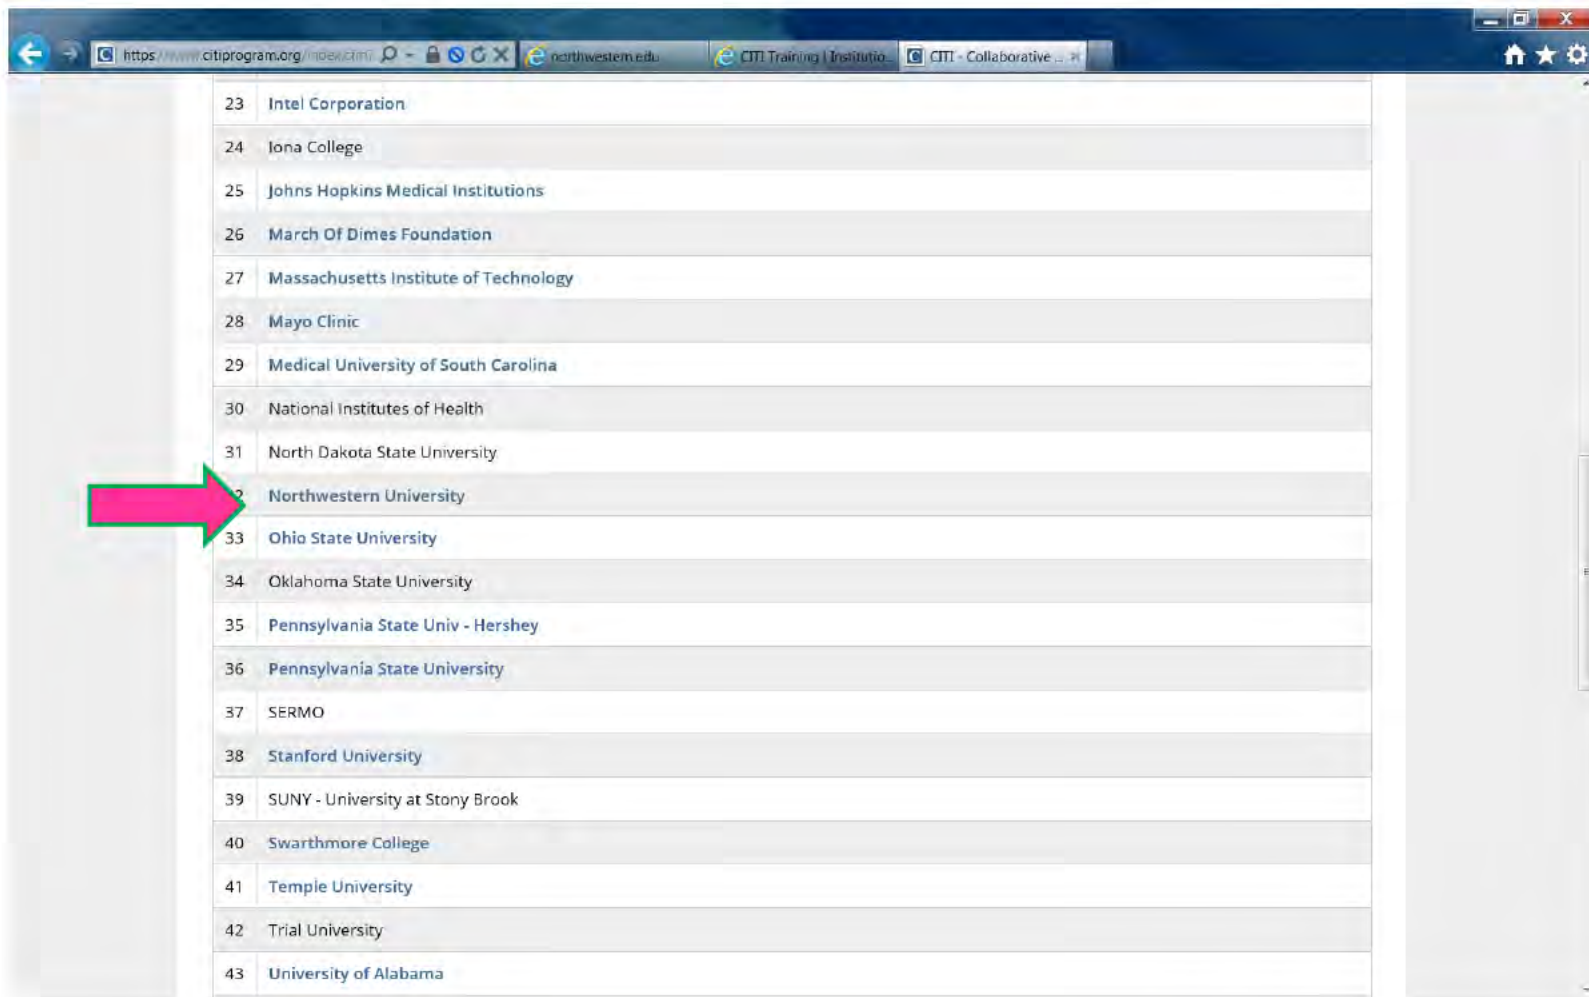 https://www.citiprogram.org/index.cfm? northwestern.edu CITI Training | Institutio... CITI - Collaborative ...
23 Intel Corporation
24 Iona College
25 Johns Hopkins Medical Institutions
26 March Of Dimes Foundation
27 Massachusetts Institute of Technology
28 Mayo Clinic
29 Medical University of South Carolina
30 National Institutes of Health
31 North Dakota State University
2 Northwestern University
33 Ohio State University
34 Oklahoma State University
35 Pennsylvania State Univ - Hershey
36 Pennsylvania State University
37 SERMO
38 Stanford University
39 SUNY - University at Stony Brook
40 Swarthmore College
41 Temple University
42 Trial University
43 University of Alabama